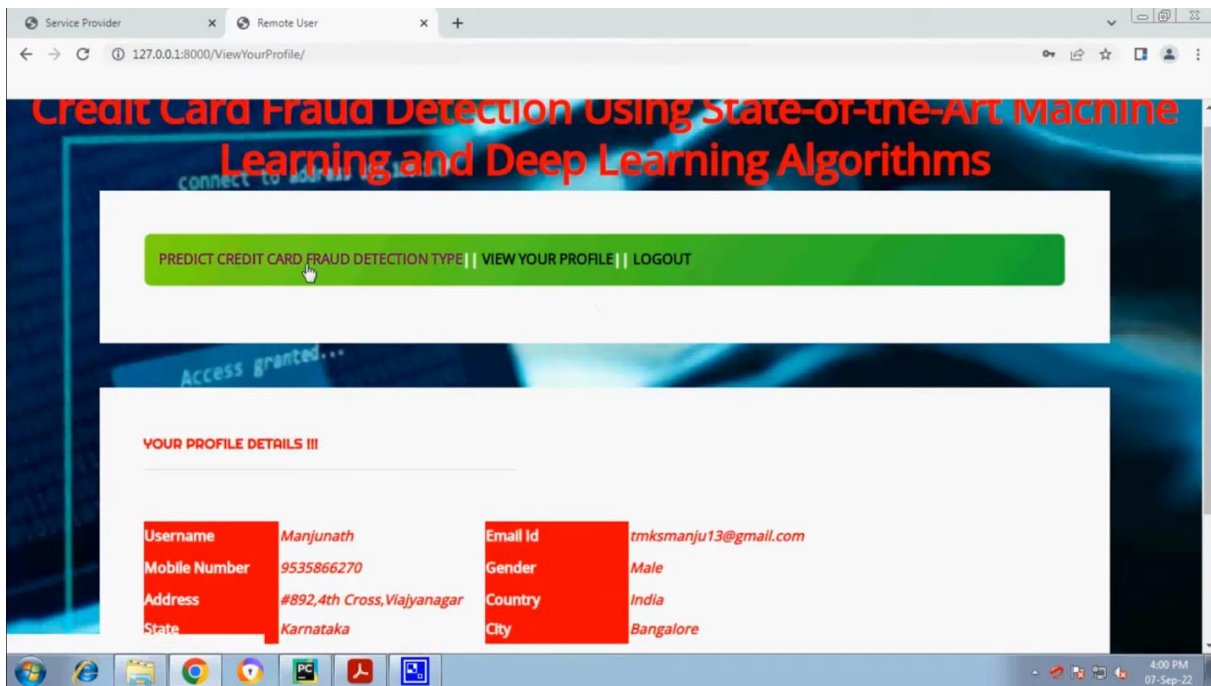 Service Provider
Remote User
127.0.0.1:8000/ViewYourProfile/
Credit Card Fraud Detection Using State-of-the-Art Machine
Learning and Deep Learning Algorithms
connect to address
PREDICT CREDIT CARD FRAUD DETECTION TYPE|| VIEW YOUR PROFILE|| LOGOUT
Access granted...
YOUR PROFILE DETAILS !!!
Username Manjunath Email Id tmksmanju13@gmail.com
Mobile Number 9535866270 Gender Male
Address #892,4th Cross,Viajyanagar Country India
State Karnataka City Bangalore
PC
4:00 PM
07-Sep-22